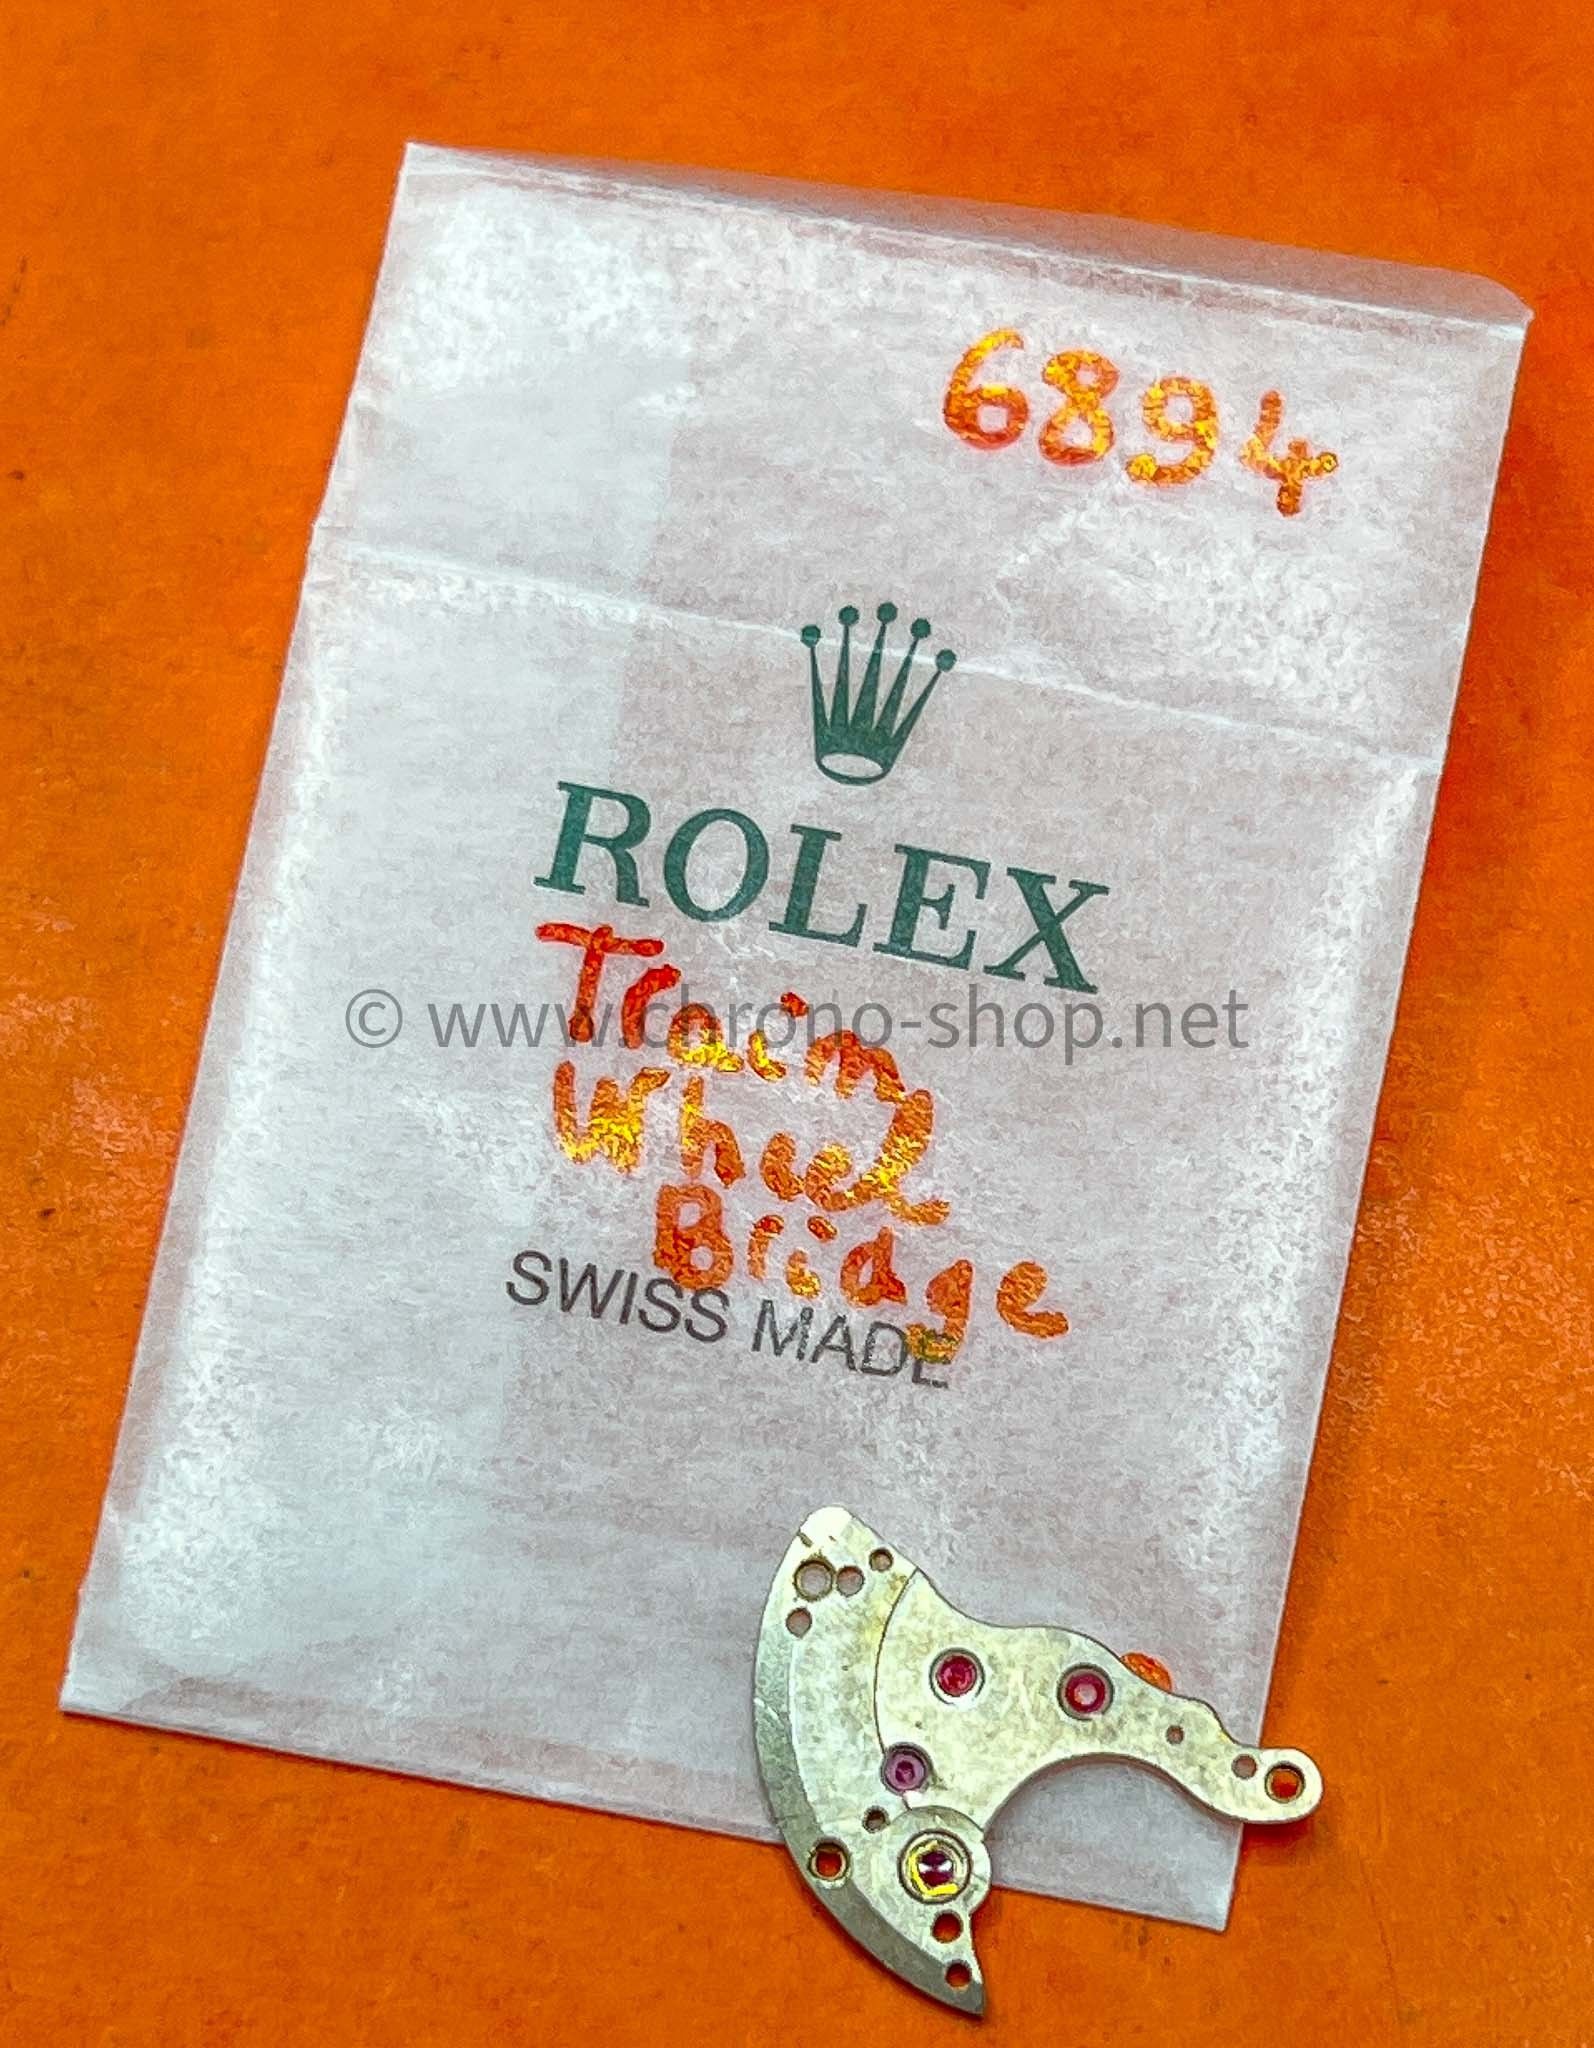 6894
ROLEX
Train
© www.chrono-shop.net
Wheel
Bridge
SWISS MADE